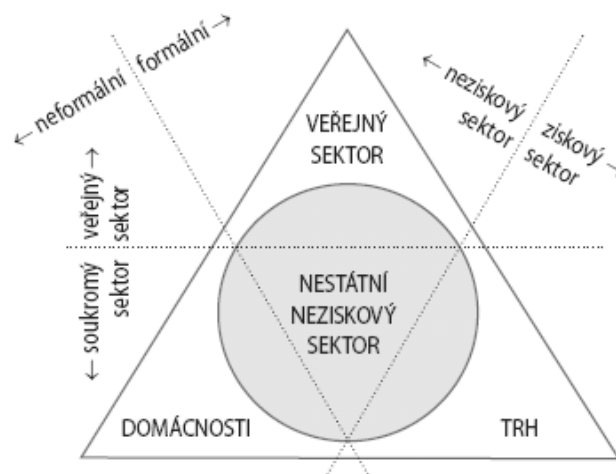 ← neformální formální →
← neziskový ziskový →
sektor sektor
VEŘEJNÝ
SEKTOR
← soukromý veřejný →
sektor sektor
NESTÁTNÍ
NEZISKOVÝ
SEKTOR
DOMÁCNOSTI
TRH